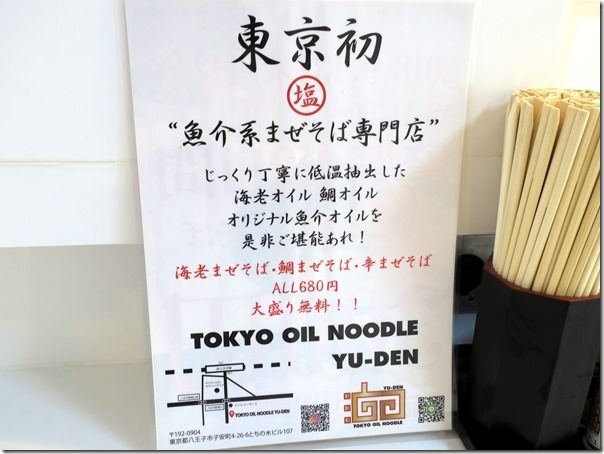 東京初
塩
“魚介系まぜそば専門店”
じっくり丁寧に低温抽出した
海老オイル 鯛オイル
オリジナル魚介オイルを
是非ご堪能あれ！
海老まぜそば・鯛まぜそば・辛まぜそば
ALL680円
大盛り無料！！
TOKYO OIL NOODLE
YU-DEN
TOKYO OIL NOODLE YU-DEN
YU-DEN
TOKYO OIL NOODLE
〒192-0904
東京都八王子市子安町4-26-6とちの木ビル107